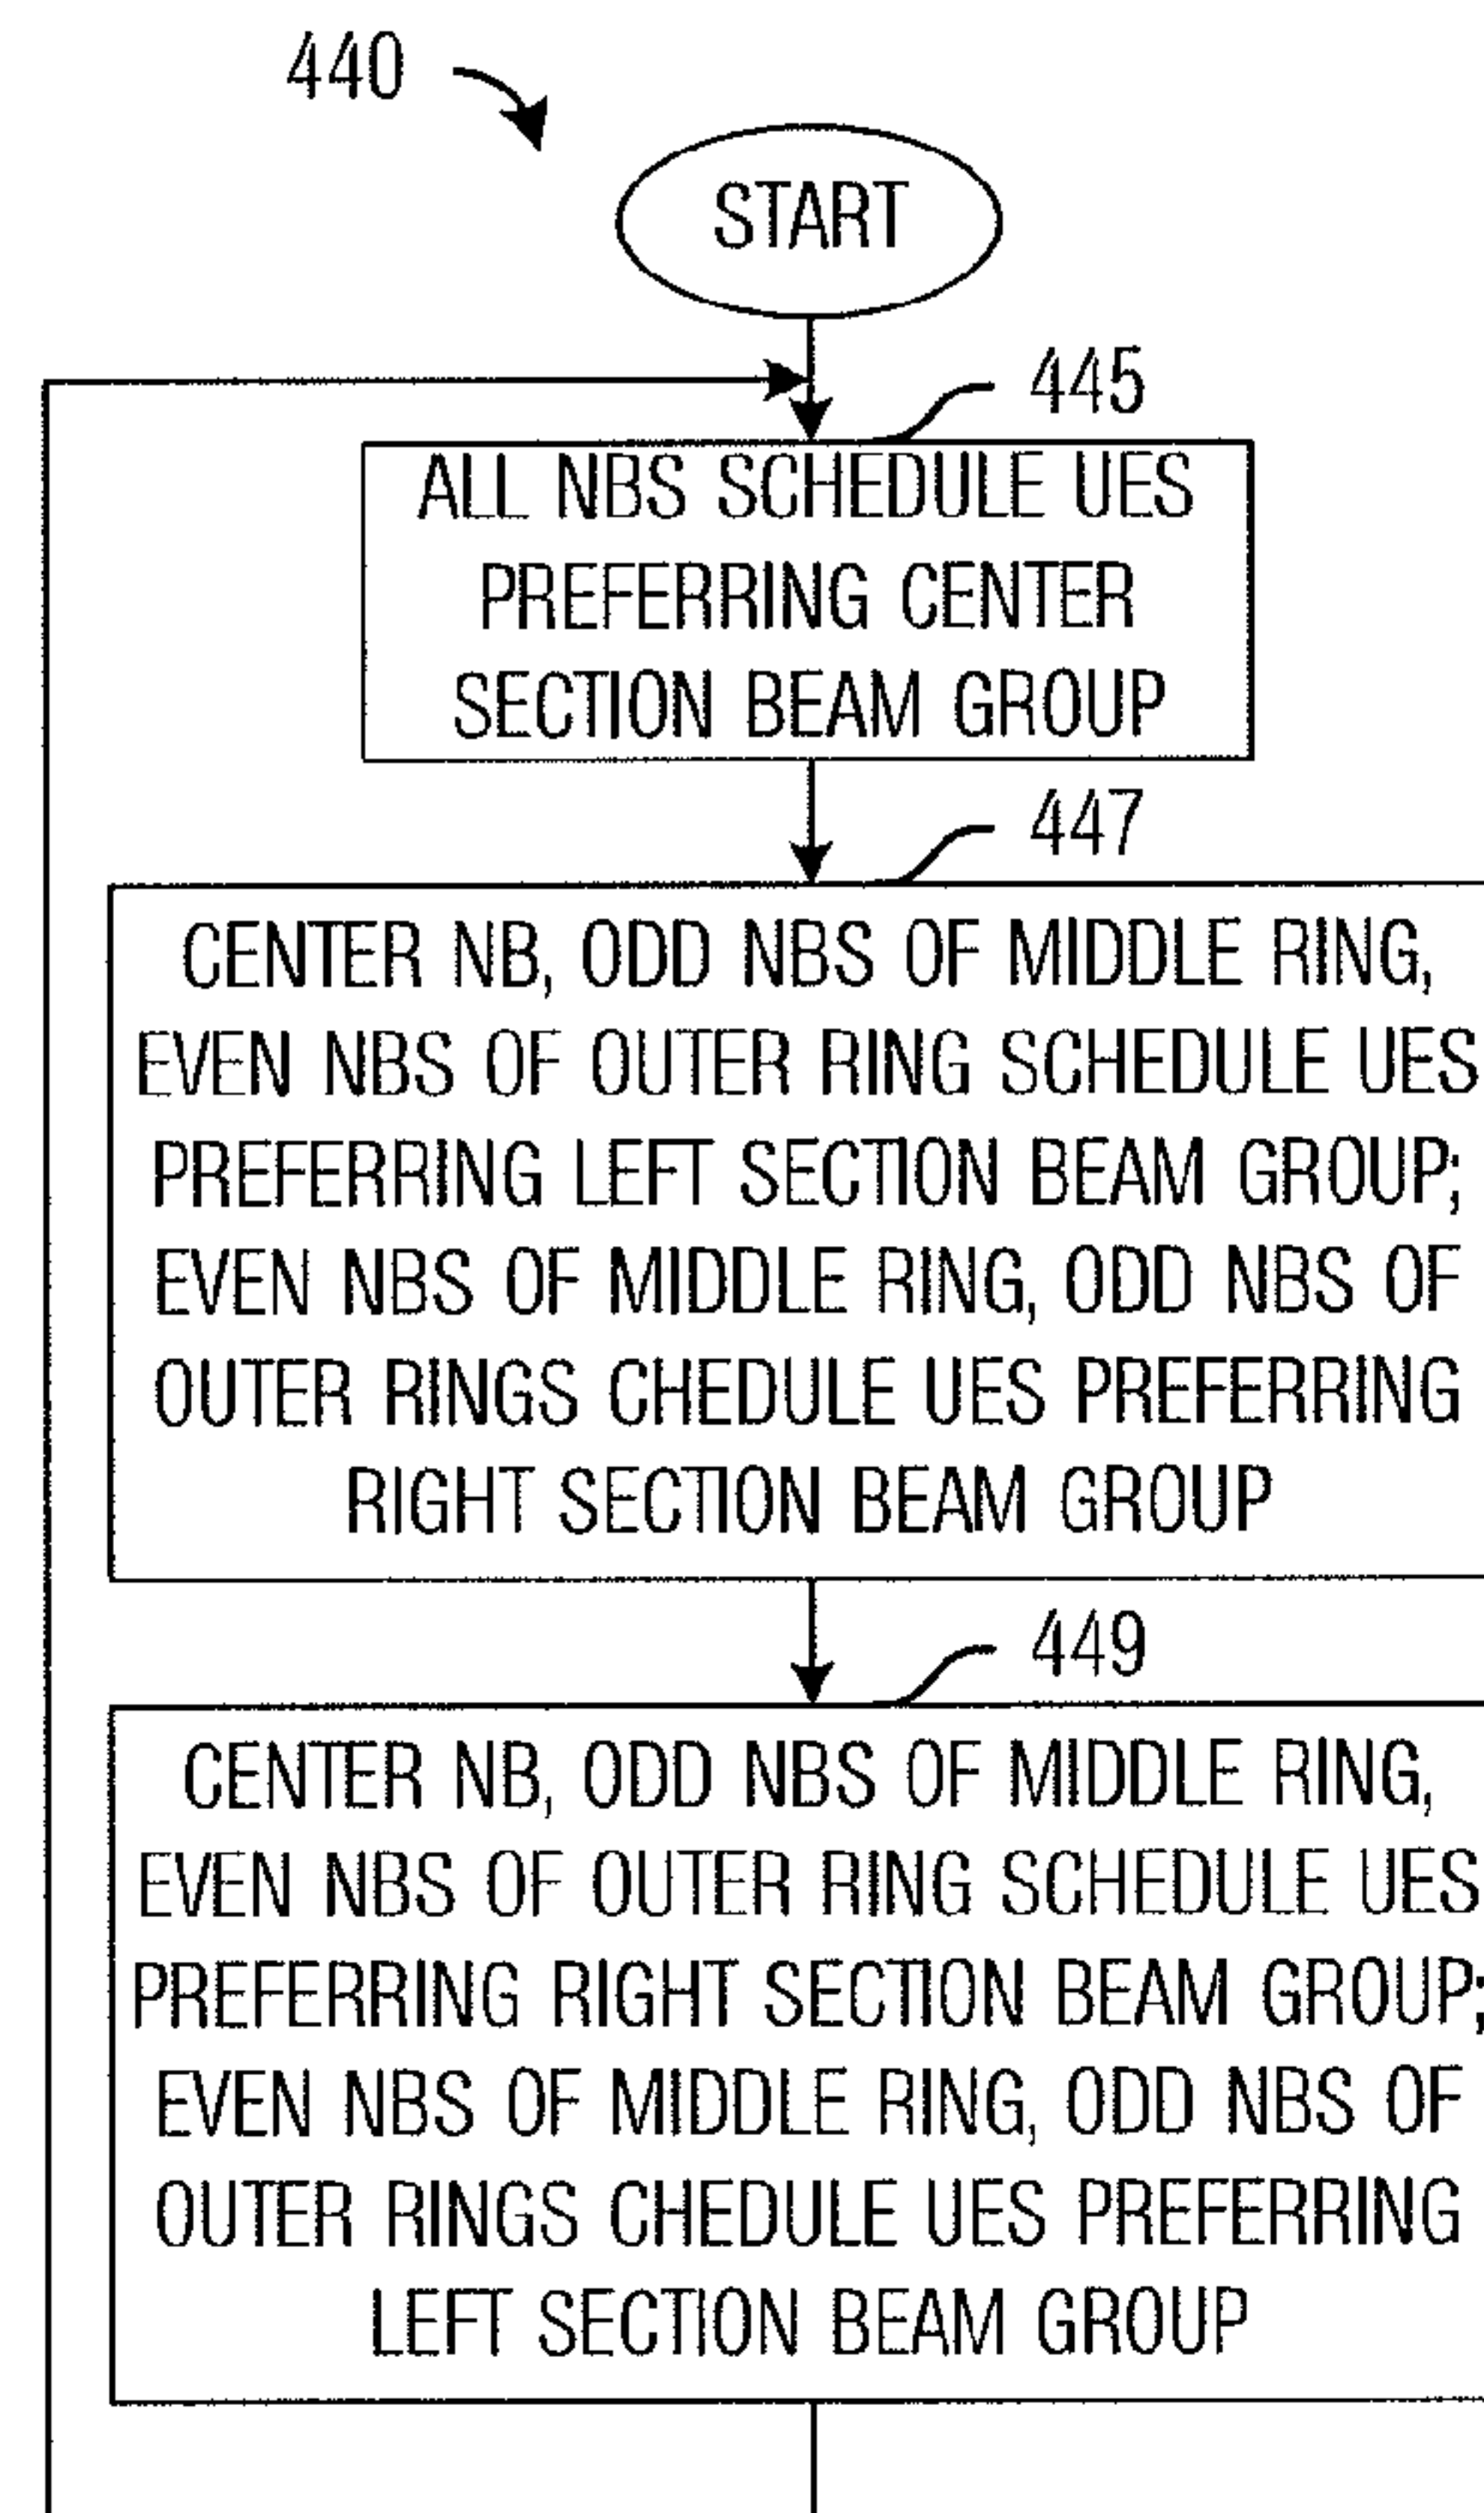 440
START
445
ALL NBS SCHEDULE UES
PREFERRING CENTER
SECTION BEAM GROUP
447
CENTER NB, ODD NBS OF MIDDLE RING,
EVEN NBS OF OUTER RING SCHEDULE UES
PREFERRING LEFT SECTION BEAM GROUP;
EVEN NBS OF MIDDLE RING, ODD NBS OF
OUTER RINGS CHEDULE UES PREFERRING
RIGHT SECTION BEAM GROUP
449
CENTER NB, ODD NBS OF MIDDLE RING,
EVEN NBS OF OUTER RING SCHEDULE UES
PREFERRING RIGHT SECTION BEAM GROUP;
EVEN NBS OF MIDDLE RING, ODD NBS OF
OUTER RINGS CHEDULE UES PREFERRING
LEFT SECTION BEAM GROUP